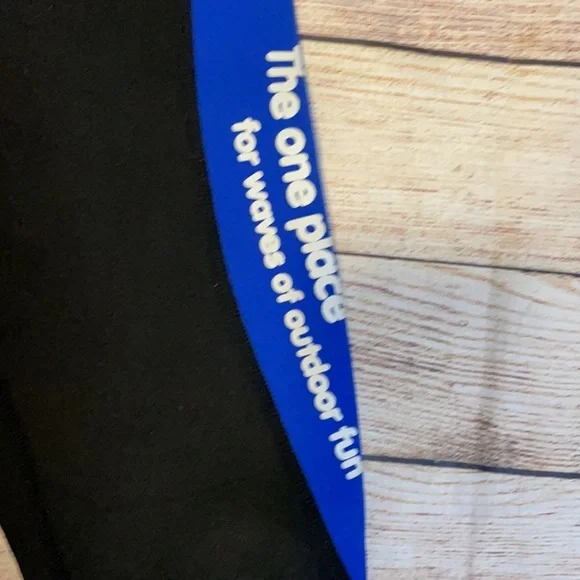 The one place
for waves of outdoor fun